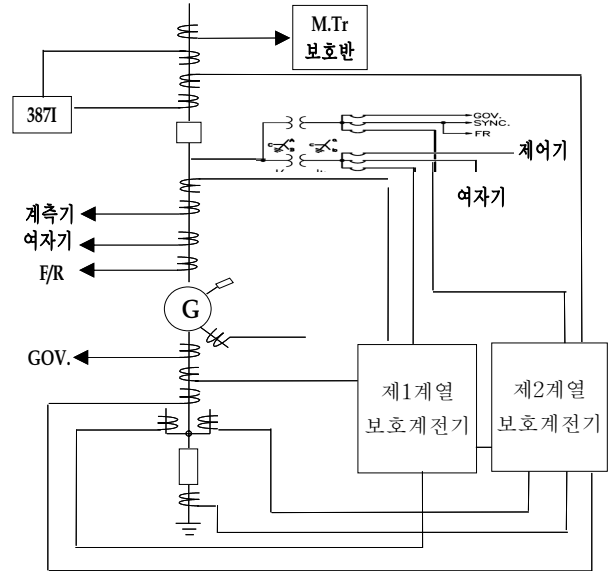 M.Tr
보호반
387I
GOV.
SYNC.
FR
제어기
여자기
계측기
여자기
F/R
G
GOV.
제1계열
보호계전기
제2계열
보호계전기